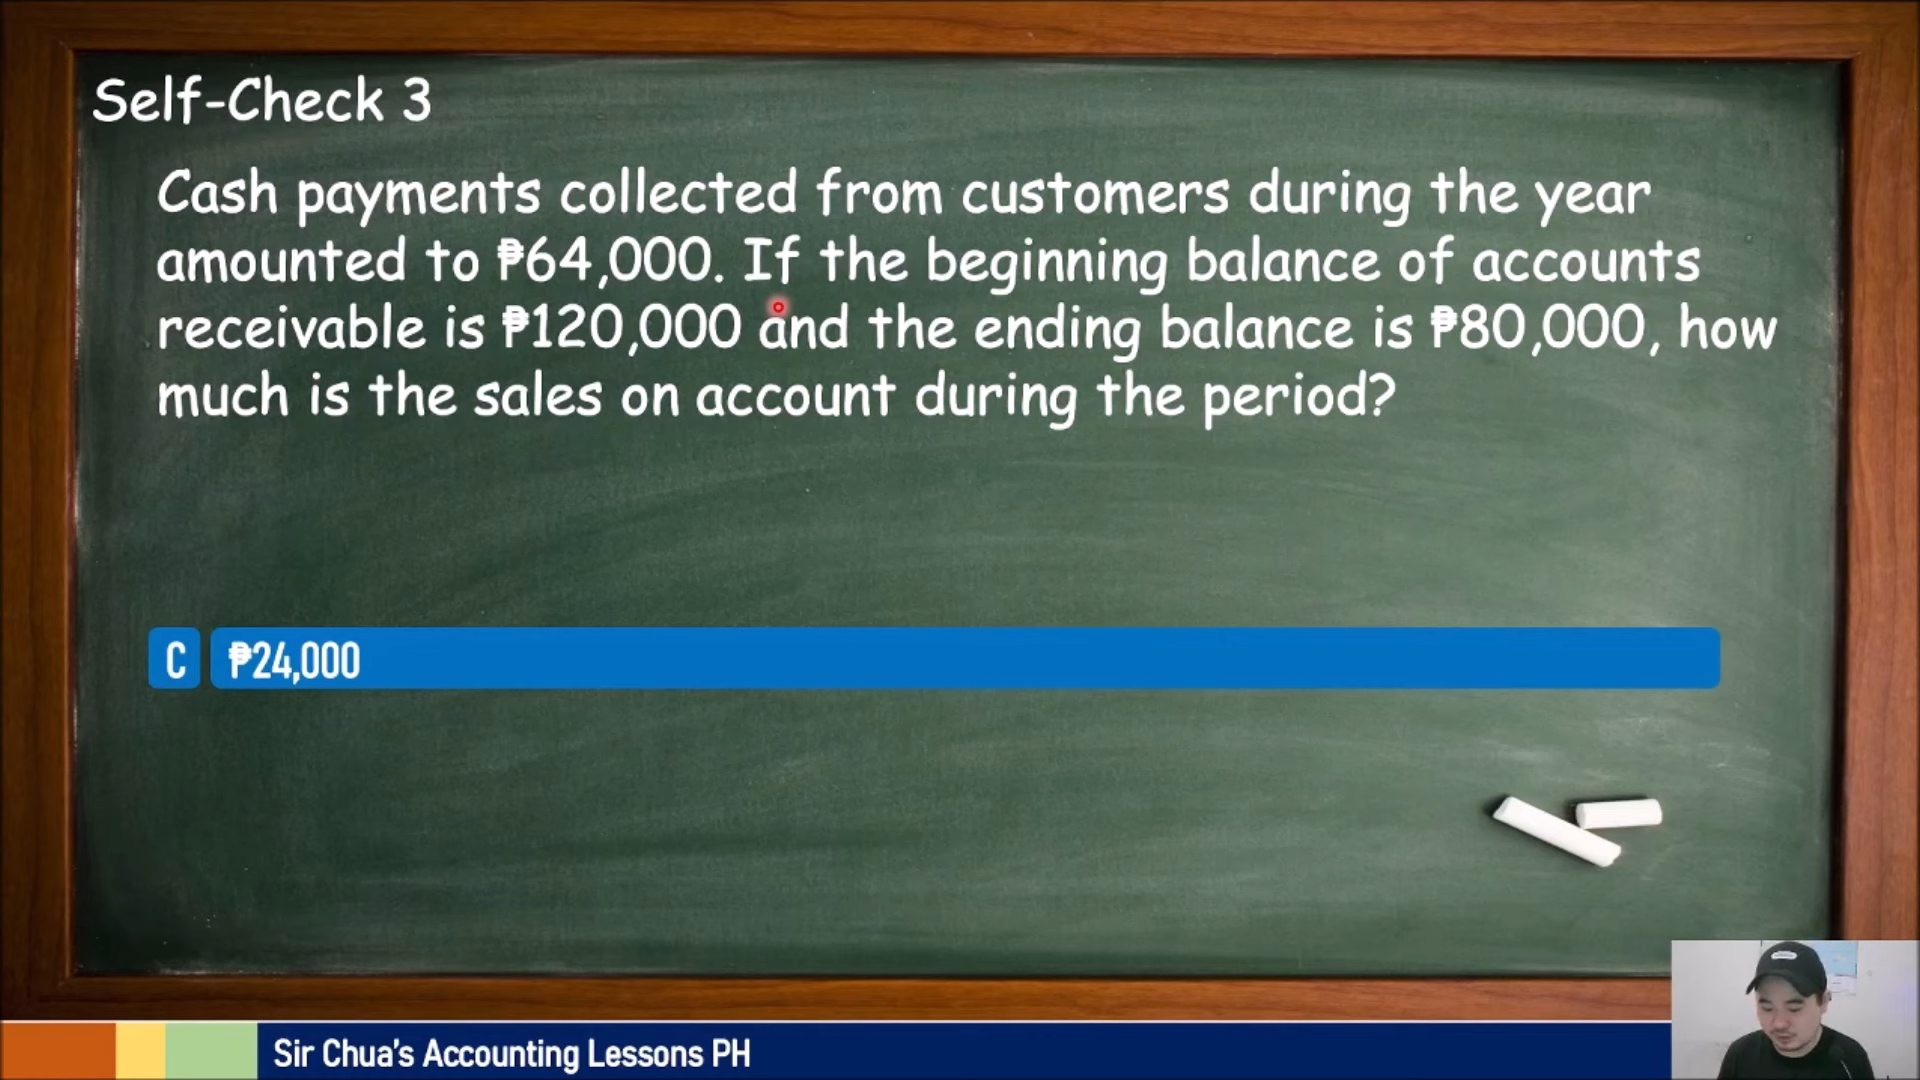 Self-Check 3
Cash payments collected from customers during the year
amounted to ₱64,000. If the beginning balance of accounts
receivable is ₱120,000 and the ending balance is ₱80,000, how
much is the sales on account during the period?
C ₱24,000
Sir Chua's Accounting Lessons PH